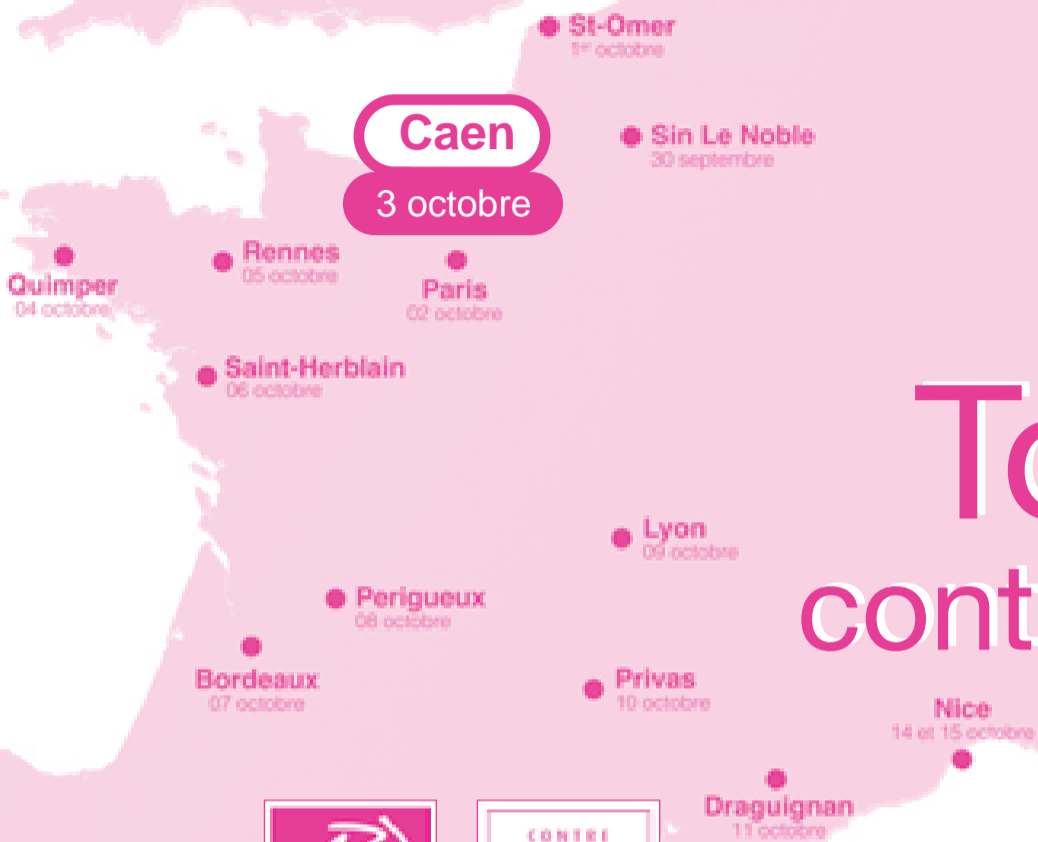 St-Omer
1er octobre
Caen
3 octobre
Sin Le Noble
30 septembre
Rennes
05 octobre
Quimper
04 octobre
Paris
02 octobre
Saint-Herblain
06 octobre
To
cont
Lyon
09 octobre
Perigueux
08 octobre
Bordeaux
07 octobre
Privas
10 octobre
Nice
14 et 15 octobre
Draguignan
11 octobre
CONTRE